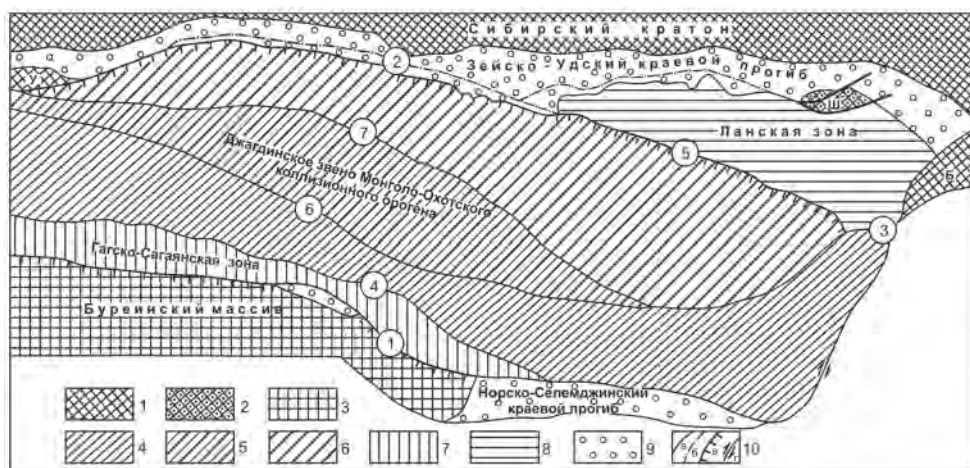 Сибирский кратон
Зейско-Удский краевой прогиб
2
Ш
Ланская зона
7
5
Б
Джагдинское звено Монголо-Охотского
коллизионного орогена
6
3
Гагско-Сагаянская зона
4
Буреинский массив
1
Норско-Селемджинский
краевой прогиб
1 2 3
4 5 6 7 8 9 10